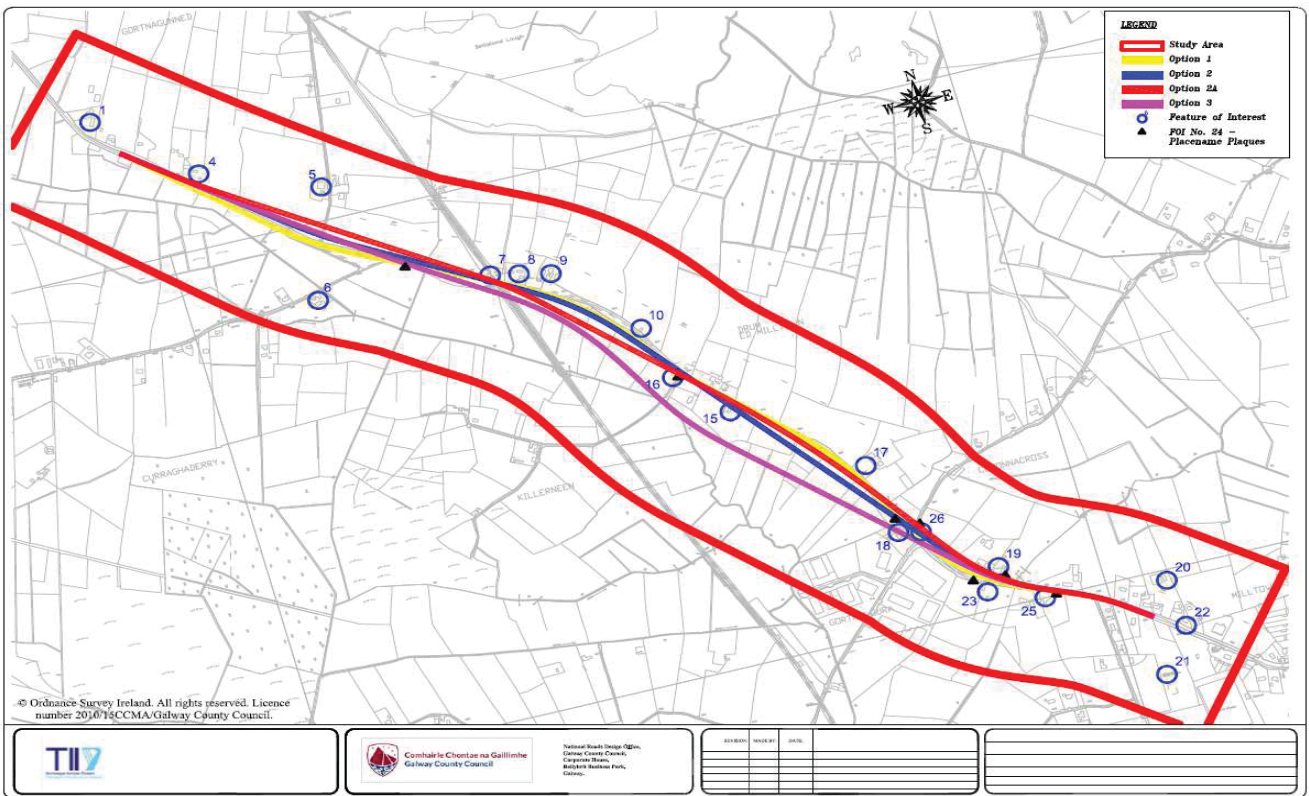 GORTNAGUNNED
LEGEND
Study Area
Option 1
Option 2
Option 2A
Option 3
Feature of Interest
FOI No. 24 -
Placename Plaques
N
W E
S
1
4
5
6
7 8 9
10
16
15
17
18
26
19
23
25
20
22
21
CURRAGHADERRY
KILLERNEEN
© Ordnance Survey Ireland. All rights reserved. Licence
number 2010/15CCMA/Galway County Council.
TII
Comhairle Chontae na Gaillimhe
Galway County Council
National Roads Design Office,
Galway County Council,
Corporate House,
Ballybrit Business Park,
Galway.
REVISION MADE BY DATE